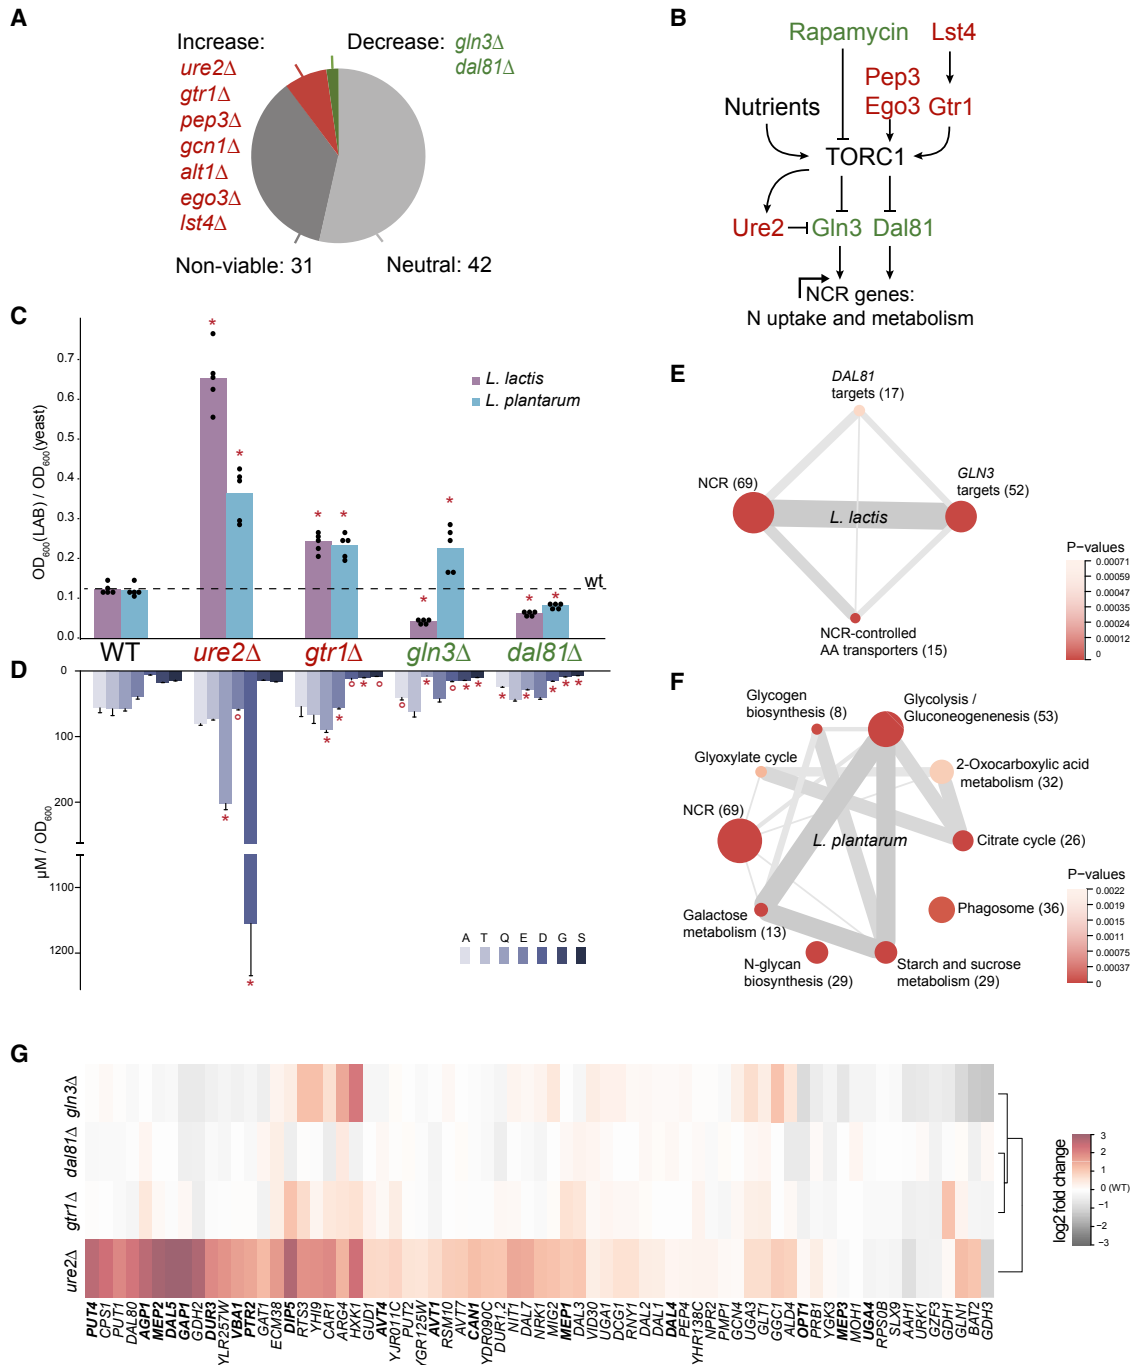 A
Increase:
ure2Δ
gtr1Δ
pep3Δ
gcn1Δ
alt1Δ
ego3Δ
lst4Δ
Decrease:
gln3Δ
dal81Δ
Non-viable: 31
Neutral: 42
B
Rapamycin
Lst4
Pep3
Ego3
Gtr1
Nutrients
TORC1
Ure2
Gln3
Dal81
NCR genes:
N uptake and metabolism
C
OD600(LAB) / OD600(yeast)
0.7
0.6
0.5
0.4
0.3
0.2
0.1
0.0
L. lactis
L. plantarum
wt
WT
ure2Δ
gtr1Δ
gln3Δ
dal81Δ
D
µM / OD600
0
100
200
1100
1200
A T Q E D G S
E
DAL81
targets (17)
NCR (69)
GLN3
targets (52)
L. lactis
NCR-controlled
AA transporters (15)
P-values
0.00071
0.00059
0.00047
0.00035
0.00024
0.00012
0
F
Glycogen
biosynthesis (8)
Glycolysis /
Gluconeogenenesis (53)
Glyoxylate cycle
2-Oxocarboxylic acid
metabolism (32)
NCR (69)
L. plantarum
Citrate cycle (26)
Galactose
metabolism (13)
Phagosome (36)
N-glycan
biosynthesis (29)
Starch and sucrose
metabolism (29)
P-values
0.0022
0.0019
0.0015
0.0011
0.00075
0.00037
0
G
gln3Δ
dal81Δ
gtr1Δ
ure2Δ
log2 fold change
3
2
1
0 (WT)
−1
−2
−3
PUT4
CPS1
PUT1
DAL80
AGP1
MEP2
DAL5
GAP1
GDH2
DUR3
YLR257W
VBA1
PTR2
GAT1
ECM38
DIP5
RTS3
YHI9
CAR1
ARG4
HXK1
GUD1
AVT4
YJR011C
PUT2
YGR125W
AVT1
RSM10
AVT7
CAN1
YDR090C
DUR1,2
NIT1
DAL7
NRK1
MIG2
MEP1
DAL3
VID30
UGA1
DCG1
RNY1
DAL2
DAL1
DAL4
PEP4
YHR138C
NPR2
PMP1
GCN4
UGA3
GLT1
GGC1
ALD4
OPT1
PRB1
YGK3
MEP3
MOH1
UGA4
RPS0B
SLX9
AAH1
URK1
GZF3
GDH1
GLN1
BAT2
GDH3